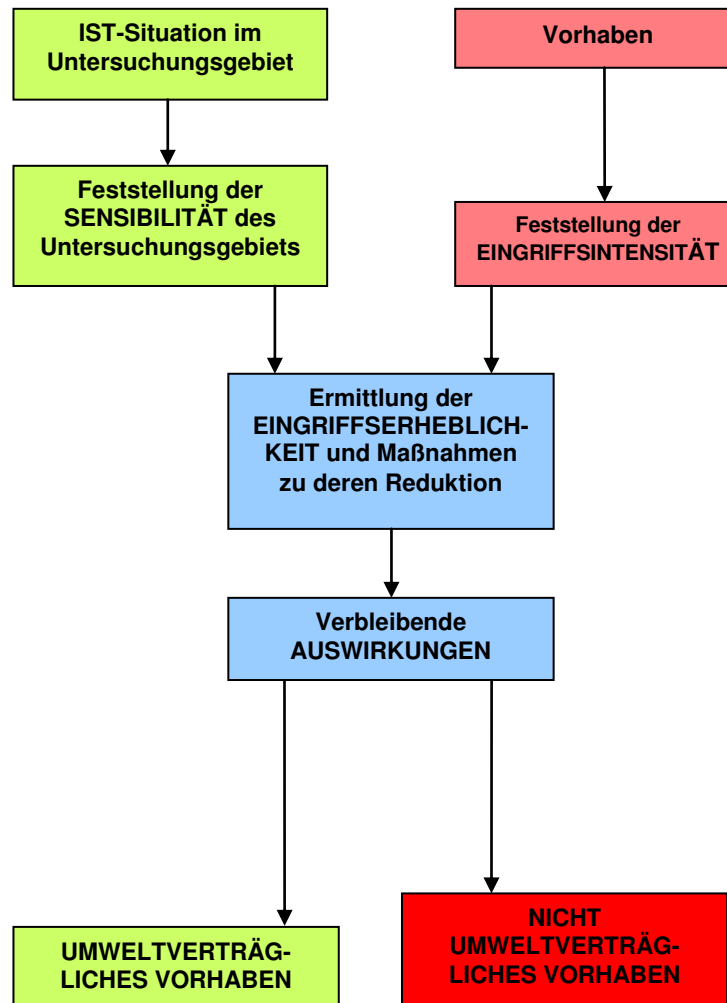 IST-Situation im
Untersuchungsgebiet
Vorhaben
Feststellung der
SENSIBILITÄT des
Untersuchungsgebiets
Feststellung der
EINGRIFFSINTENSITÄT
Ermittlung der
EINGRIFFSERHEBLICH-
KEIT und Maßnahmen
zu deren Reduktion
Verbleibende
AUSWIRKUNGEN
UMWELTVERTRÄG-
LICHES VORHABEN
NICHT
UMWELTVERTRÄG-
LICHES VORHABEN